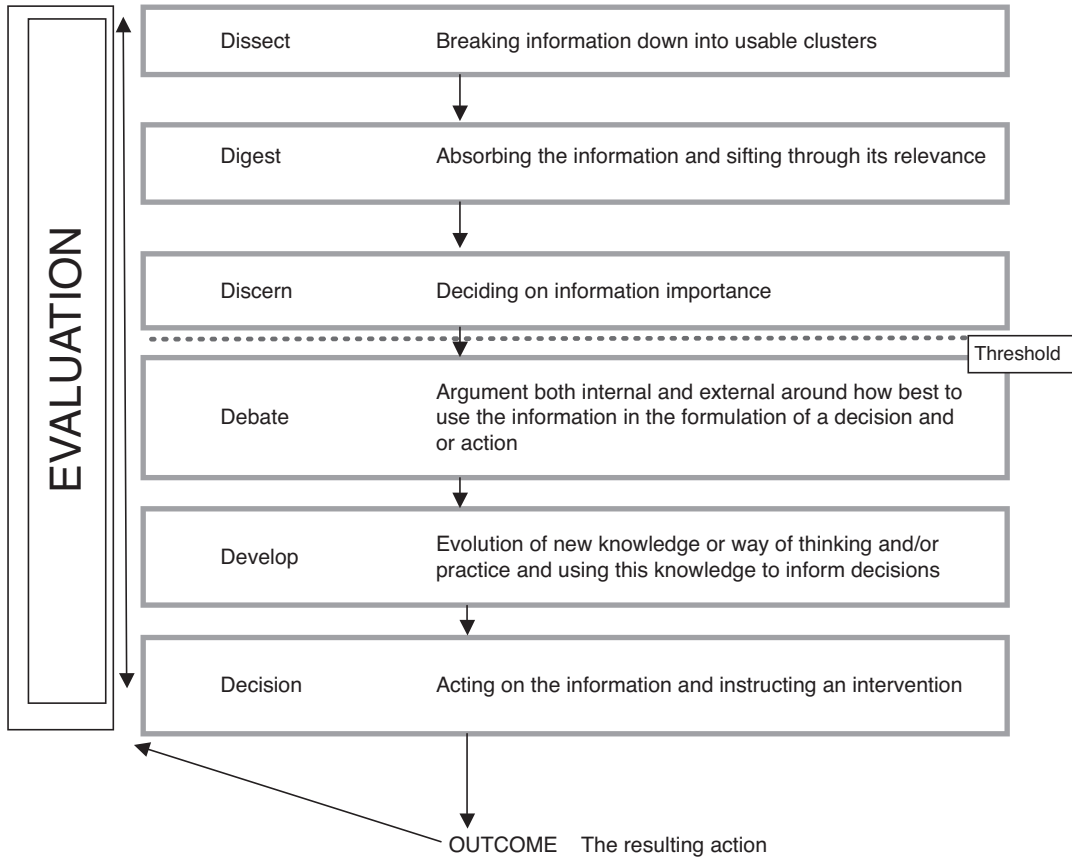 EVALUATION
Dissect Breaking information down into usable clusters
Digest Absorbing the information and sifting through its relevance
Discern Deciding on information importance
Threshold
Debate Argument both internal and external around how best to
use the information in the formulation of a decision and
or action
Develop Evolution of new knowledge or way of thinking and/or
practice and using this knowledge to inform decisions
Decision Acting on the information and instructing an intervention
OUTCOME The resulting action